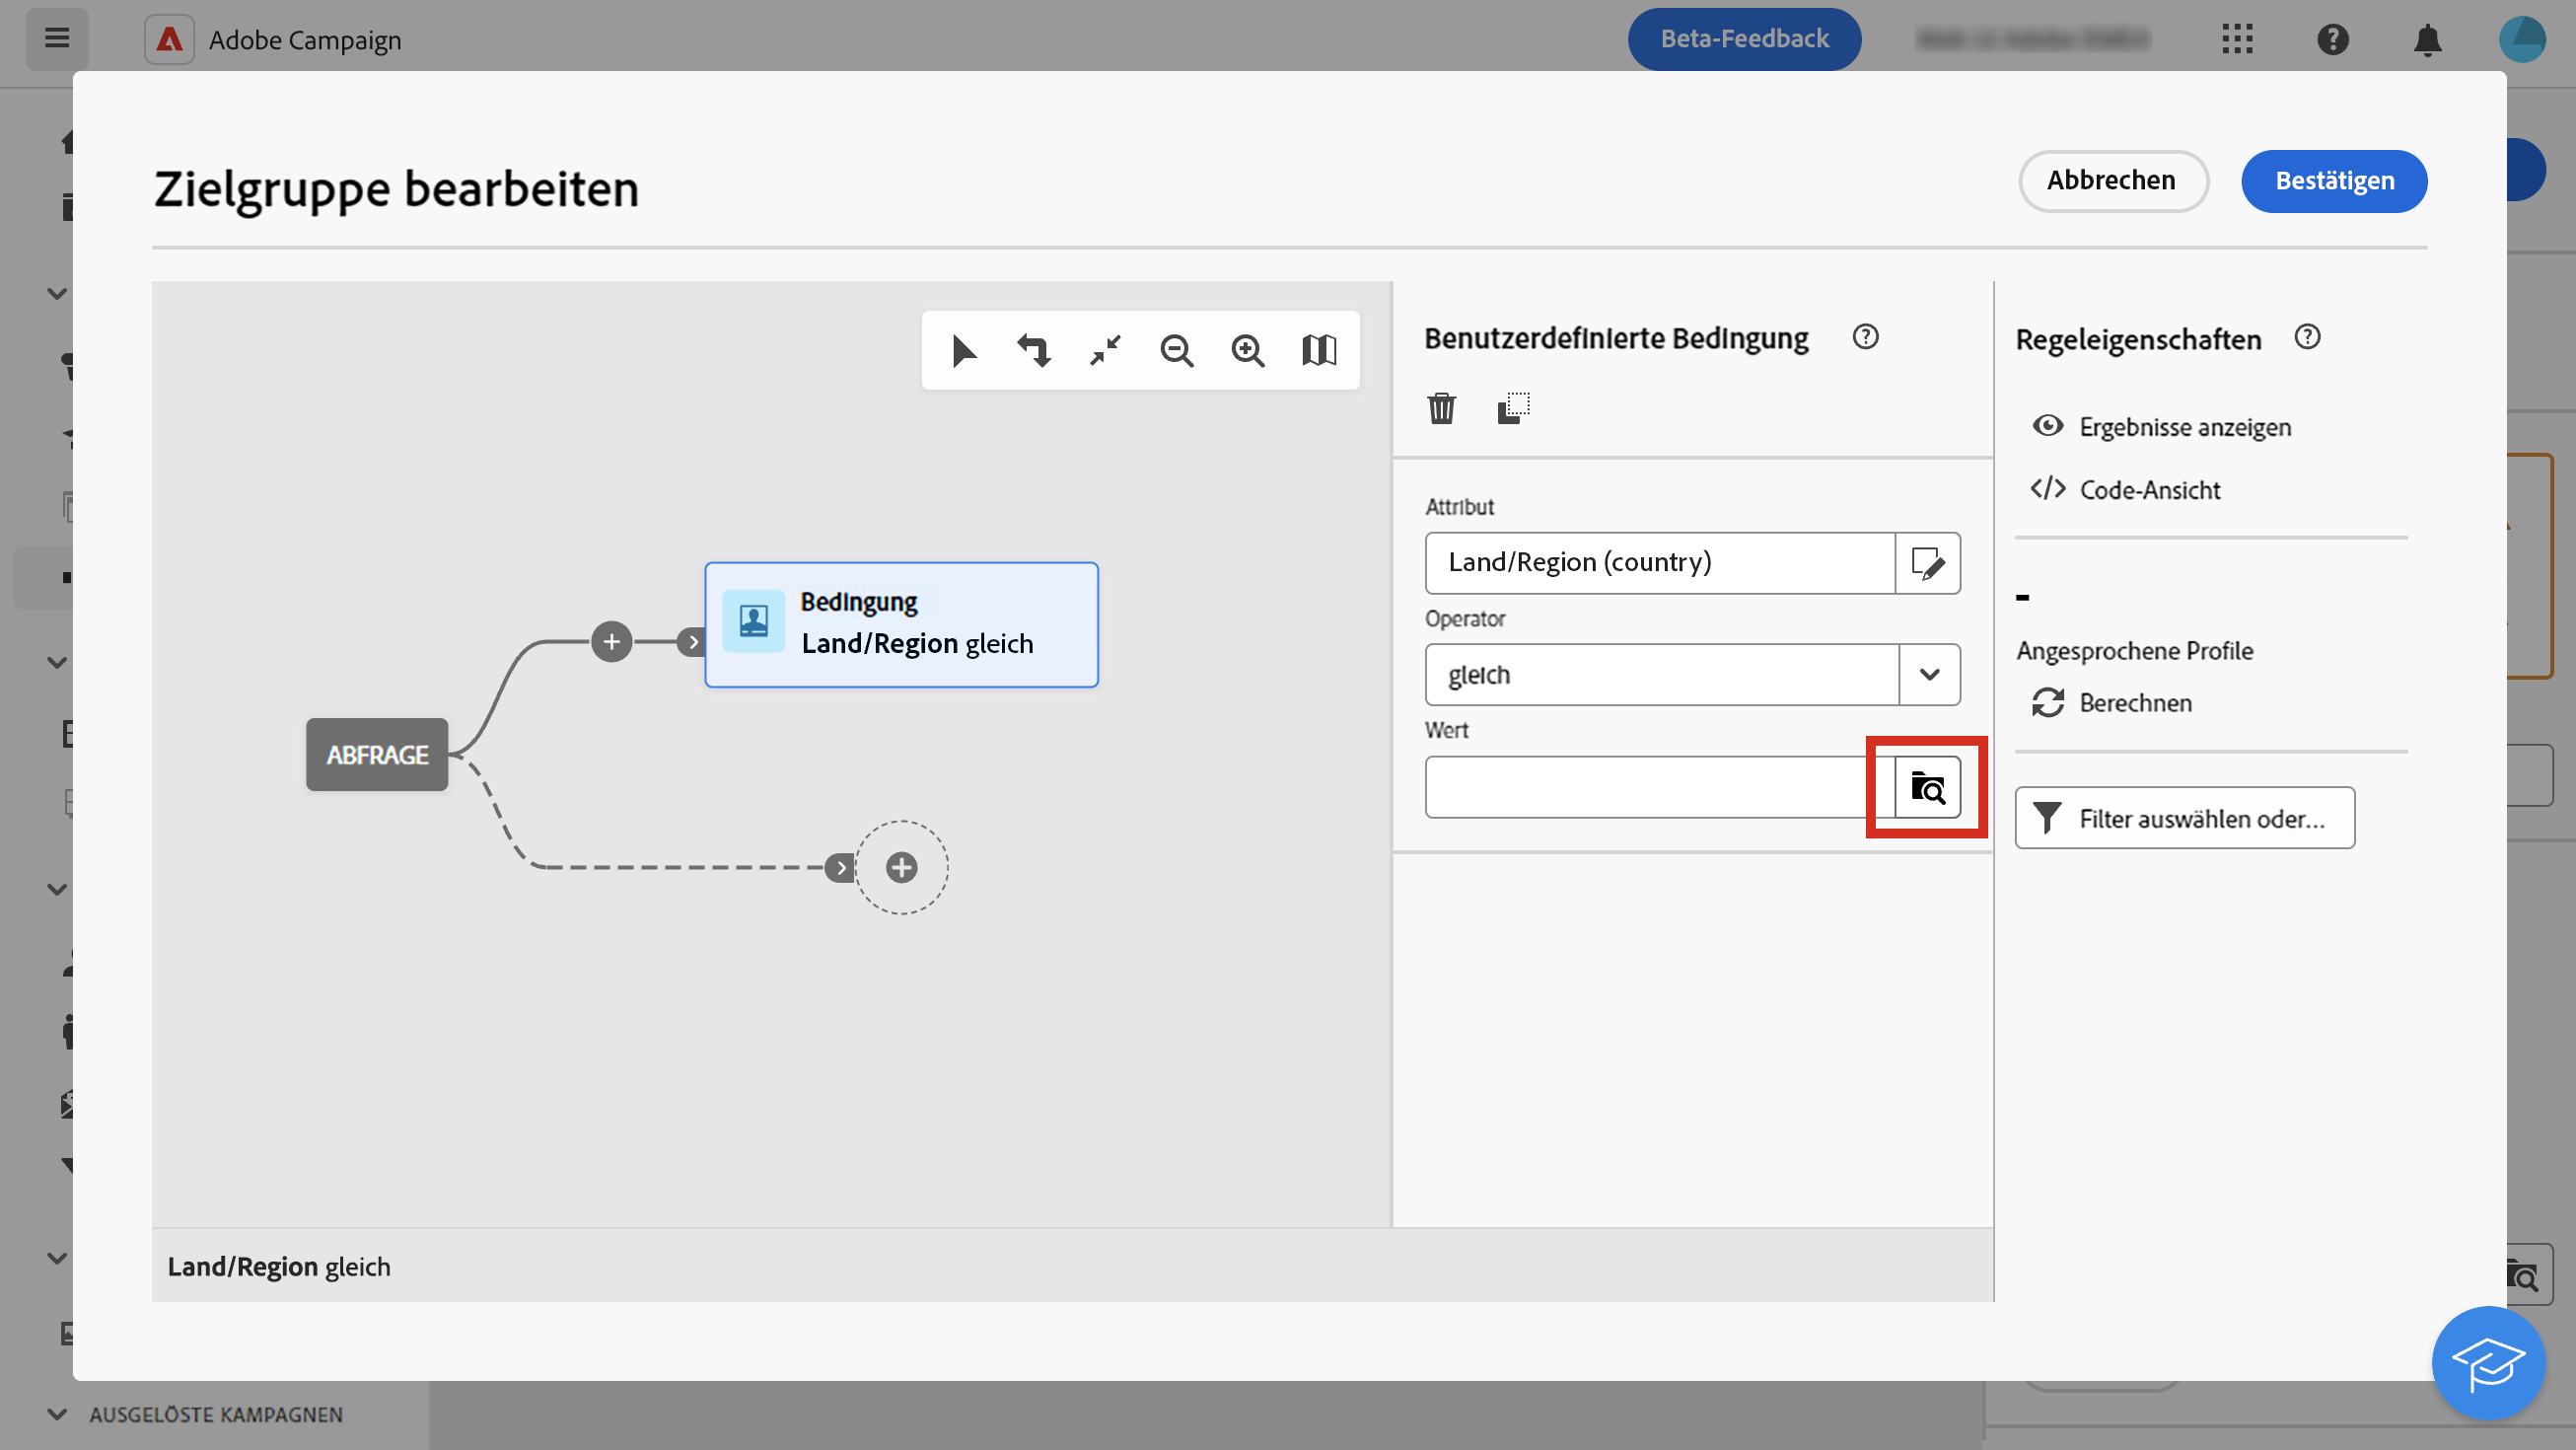 Adobe Campaign
Beta-Feedback
Zielgruppe bearbeiten
Abbrechen
Bestätigen
Benutzerdefinierte Bedingung
Regeleigenschaften
Ergebnisse anzeigen
Code-Ansicht
Attribut
Land/Region (country)
Operator
gleich
Wert
-
Angesprochene Profile
Berechnen
Filter auswählen oder...
Bedingung
Land/Region gleich
ABFRAGE
Land/Region gleich
AUSGELÖSTE KAMPAGNEN